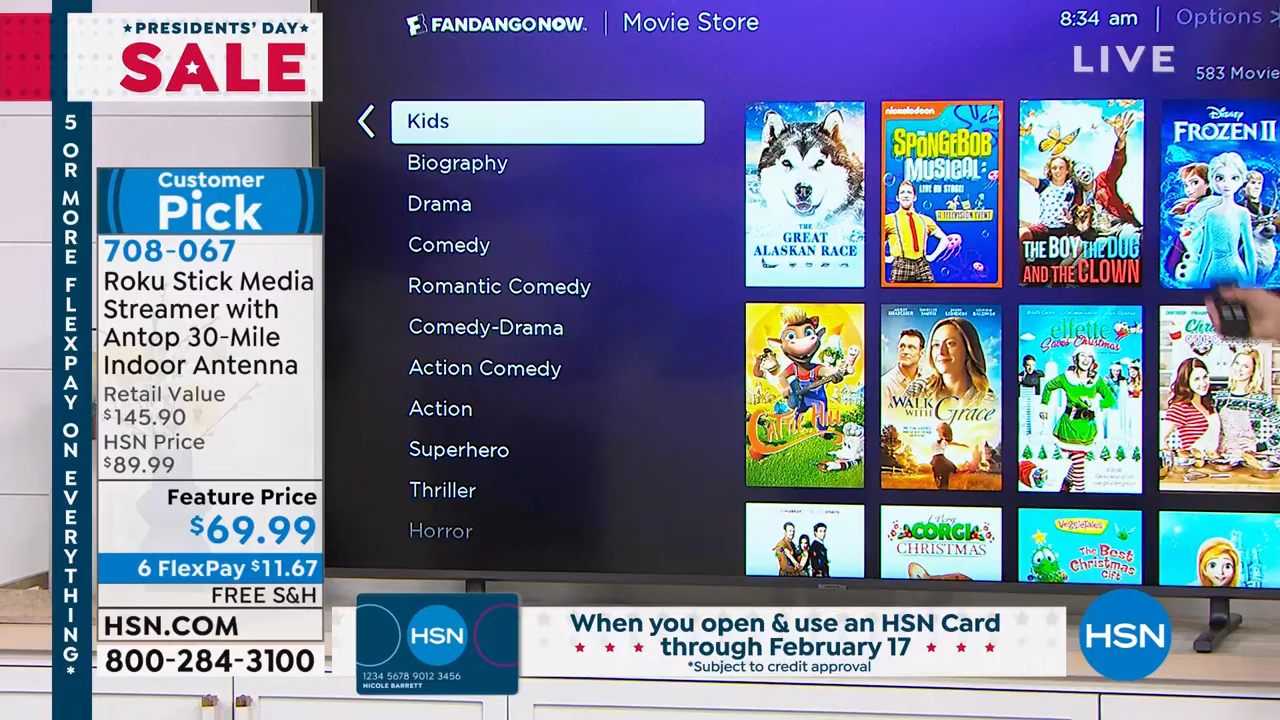 ★PRESIDENTS' DAY★
SALE
5 OR MORE FLEXPAY ON EVERYTHING*
Customer
Pick
708-067
Roku Stick Media
Streamer with
Antop 30-Mile
Indoor Antenna
Retail Value
$145.90
HSN Price
$89.99
Feature Price
$69.99
6 FlexPay $11.67
FREE S&H
HSN.COM
800-284-3100
FANDANGONOW. | Movie Store
8:34 am | Options
LIVE
583 Movie
Kids
Biography
Drama
Comedy
Romantic Comedy
Comedy-Drama
Action Comedy
Action
Superhero
Thriller
Horror
THE
GREAT
ALASKAN RACE
nickelodeon
THE
SPONGEBOB
MUSICAL:
LIVE ON STAGE!
A TELEVISION EVENT
THE BOY THE DOG
AND THE CLOWN
Disney
FROZEN II
WALK
WITH Grace
elfette
Saves Christmas
CORGI
CHRISTMAS
VEGGIETALES
The Best
Christmas
Gift
HSN
1234 5678 9012 3456
NICOLE BARRETT
When you open & use an HSN Card
through February 17
*Subject to credit approval
HSN